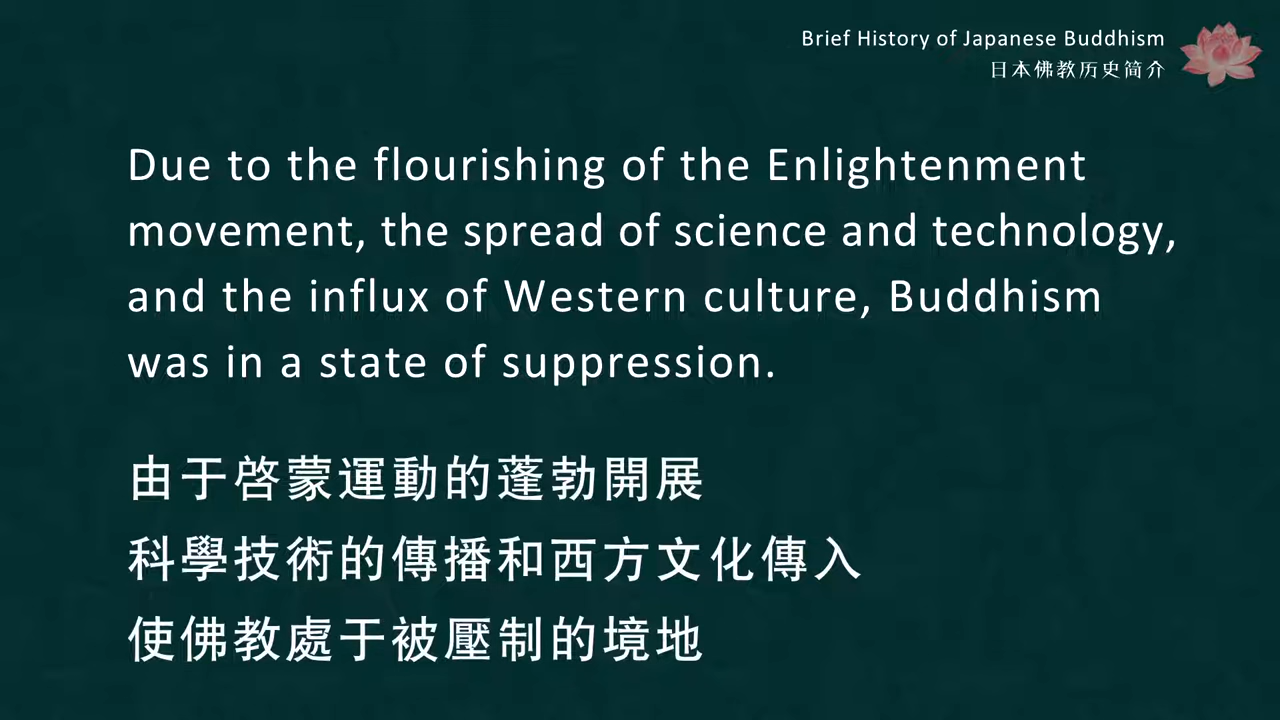 Brief History of Japanese Buddhism
日本佛教历史简介
Due to the flourishing of the Enlightenment
movement, the spread of science and technology,
and the influx of Western culture, Buddhism
was in a state of suppression.
由于啓蒙運動的蓬勃開展
科學技術的傳播和西方文化傳入
使佛教處于被壓制的境地